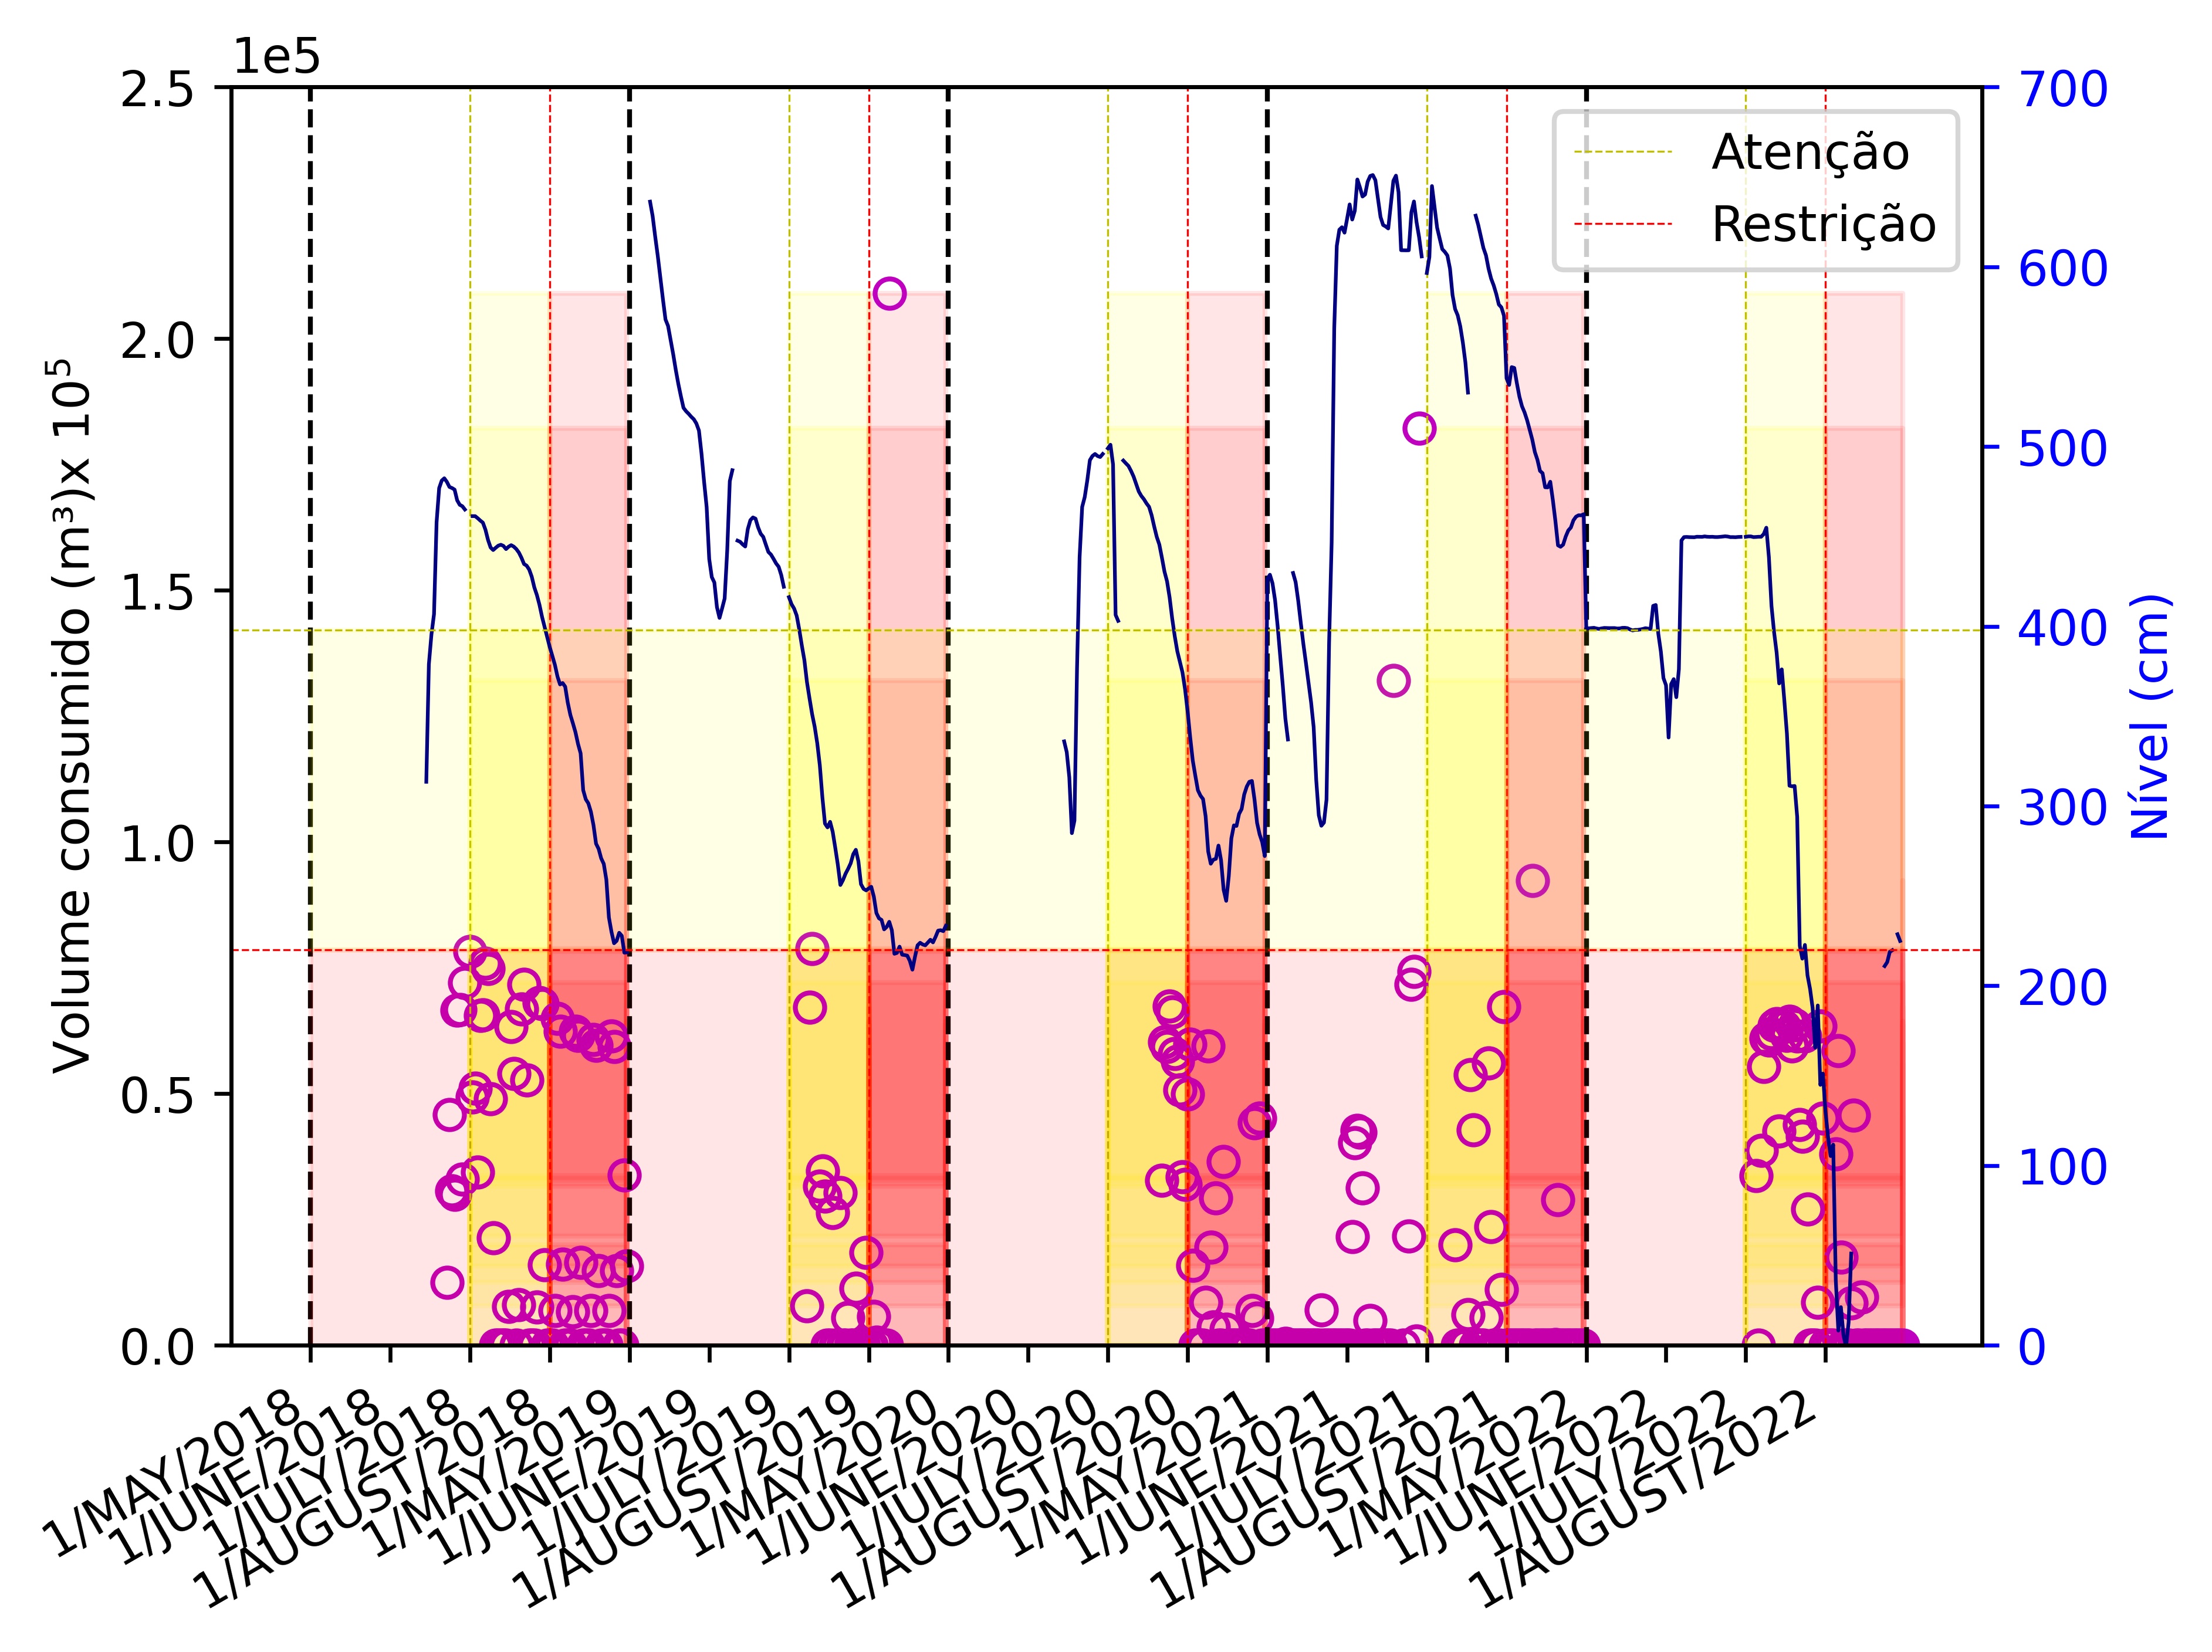 1e5
2.5
2.0
1.5
1.0
0.5
0.0
Volume consumido (m³)x 10⁵
Atenção
Restrição
700
600
500
400
300
200
100
0
Nível (cm)
1/MAY/2018
1/JUNE/2018
1/JULY/2018
1/AUGUST/2018
1/MAY/2019
1/JUNE/2019
1/JULY/2019
1/AUGUST/2019
1/MAY/2020
1/JUNE/2020
1/JULY/2020
1/AUGUST/2020
1/MAY/2021
1/JUNE/2021
1/JULY/2021
1/AUGUST/2021
1/MAY/2022
1/JUNE/2022
1/JULY/2022
1/AUGUST/2022